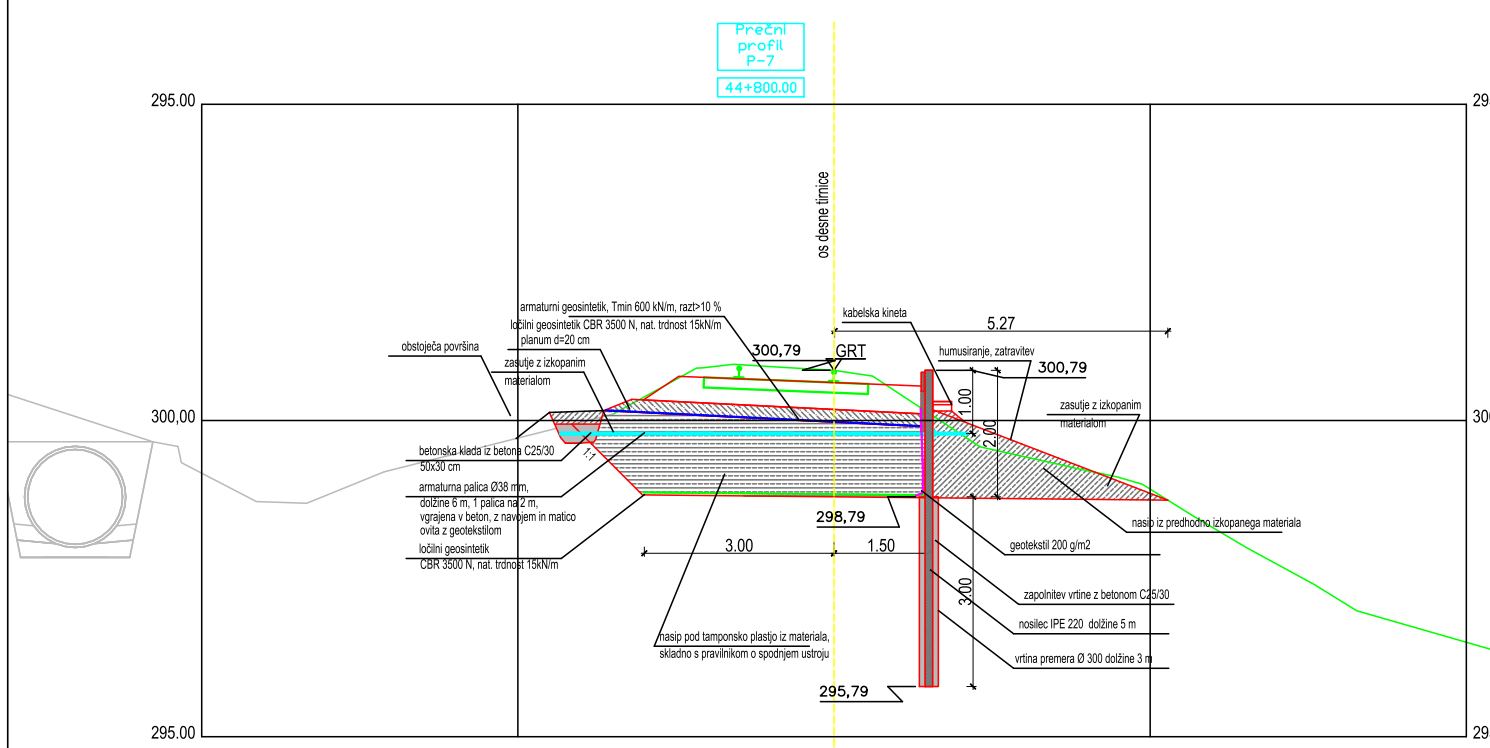 Prečni
profil
P-7
44+800.00
295.00
295
os desne tirnice
armaturni geosintetik, Tmin 600 kN/m, razt>10 %
ločilni geosintetik CBR 3500 N, nat. trdnost 15kN/m
planum d=20 cm
obstoječa površina
zasutje z izkopanim
materialom
kabelska kineta
5.27
300,79
GRT
humusiranje, zatravitev
300,79
1.00
2.00
zasutje z izkopanim
materialom
300,00
300
betonska klada iz betona C25/30
50x30 cm
1:1
armaturna palica Ø38 mm,
dolžine 6 m, 1 palica na 2 m,
vgrajena v beton, z navojem in matico
ovita z geotekstilom
ločilni geosintetik
CBR 3500 N, nat. trdnost 15kN/m
298,79
3.00
1.50
nasip iz predhodno izkopanega materiala
geotekstil 200 g/m2
3.00
zapolnitev vrtine z betonom C25/30
nosilec IPE 220 dolžine 5 m
nasip pod tamponsko plastjo iz materiala,
skladno s pravilnikom o spodnjem ustroju
vrtina premera Ø 300 dolžine 3 m
295,79
295.00
295